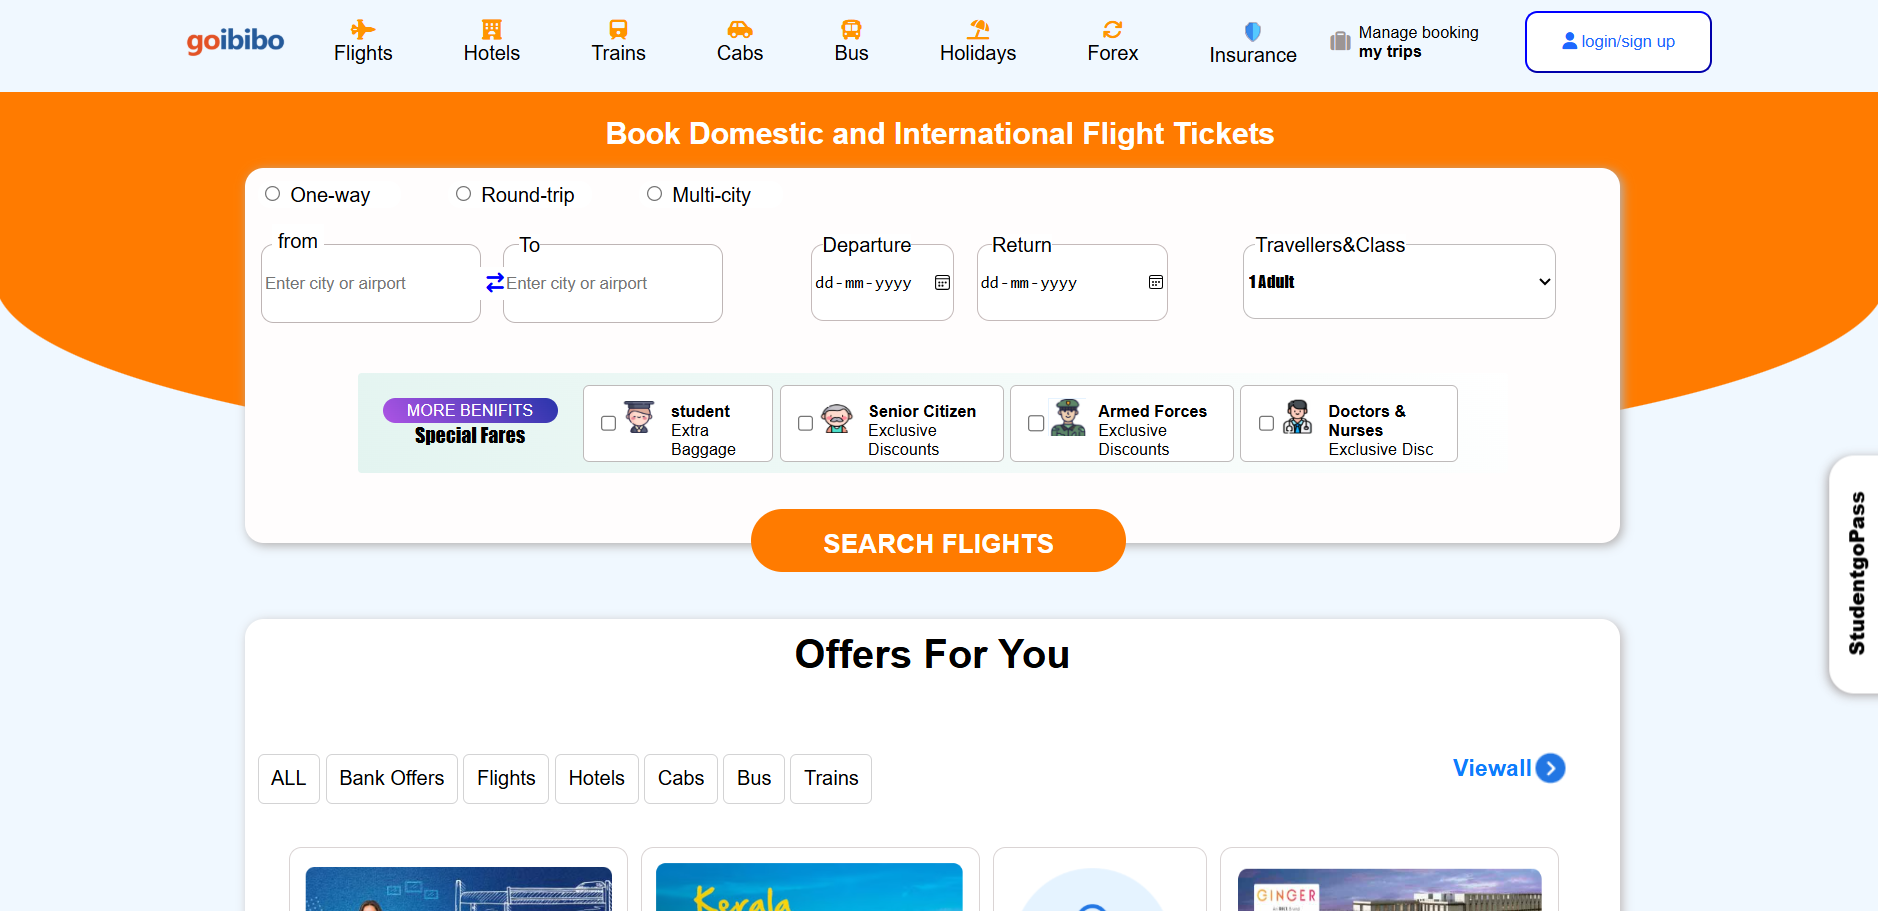 goibibo
Flights
Hotels
Trains
Cabs
Bus
Holidays
Forex
Insurance
Manage booking
my trips
login/sign up
Book Domestic and International Flight Tickets
One-way
Round-trip
Multi-city
from
To
Departure
Return
Travellers&Class
Enter city or airport
Enter city or airport
dd-mm-yyyy
dd-mm-yyyy
1 Adult
MORE BENIFITS
Special Fares
student
Extra
Baggage
Senior Citizen
Exclusive
Discounts
Armed Forces
Exclusive
Discounts
Doctors &
Nurses
Exclusive Disc
SEARCH FLIGHTS
StudentgoPass
Offers For You
ALL
Bank Offers
Flights
Hotels
Cabs
Bus
Trains
Viewall
Kerala
GINGER